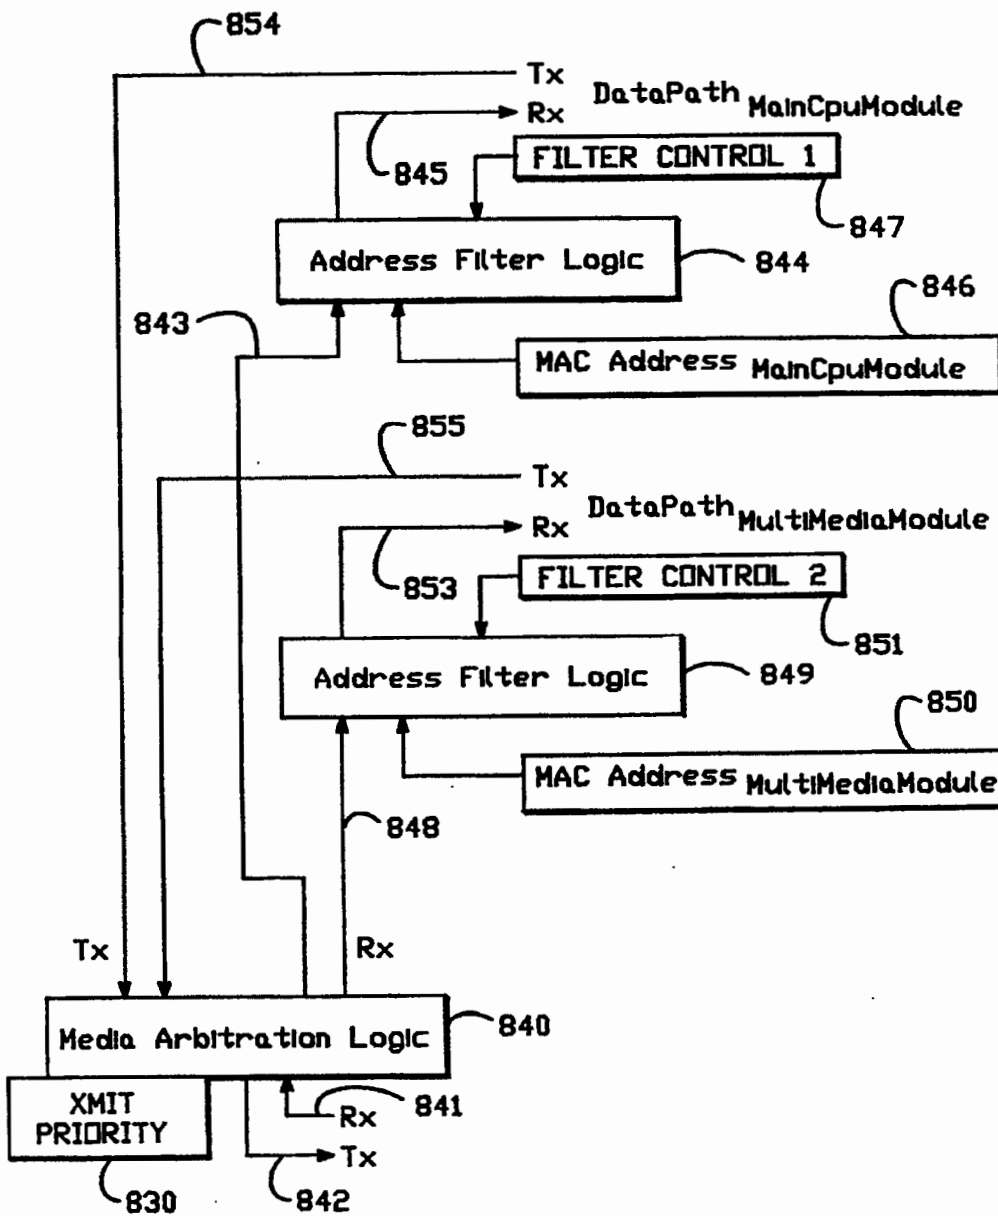 854
Tx
DataPath MainCpuModule
Rx
845
FILTER CONTROL 1
847
Address Filter Logic
844
846
843
MAC Address MainCpuModule
855
Tx
DataPath MultiMediaModule
Rx
853
FILTER CONTROL 2
851
Address Filter Logic
849
850
MAC Address MultiMediaModule
848
Tx
Rx
Media Arbitration Logic
840
XMIT
PRIORITY
Rx
841
Tx
830
842